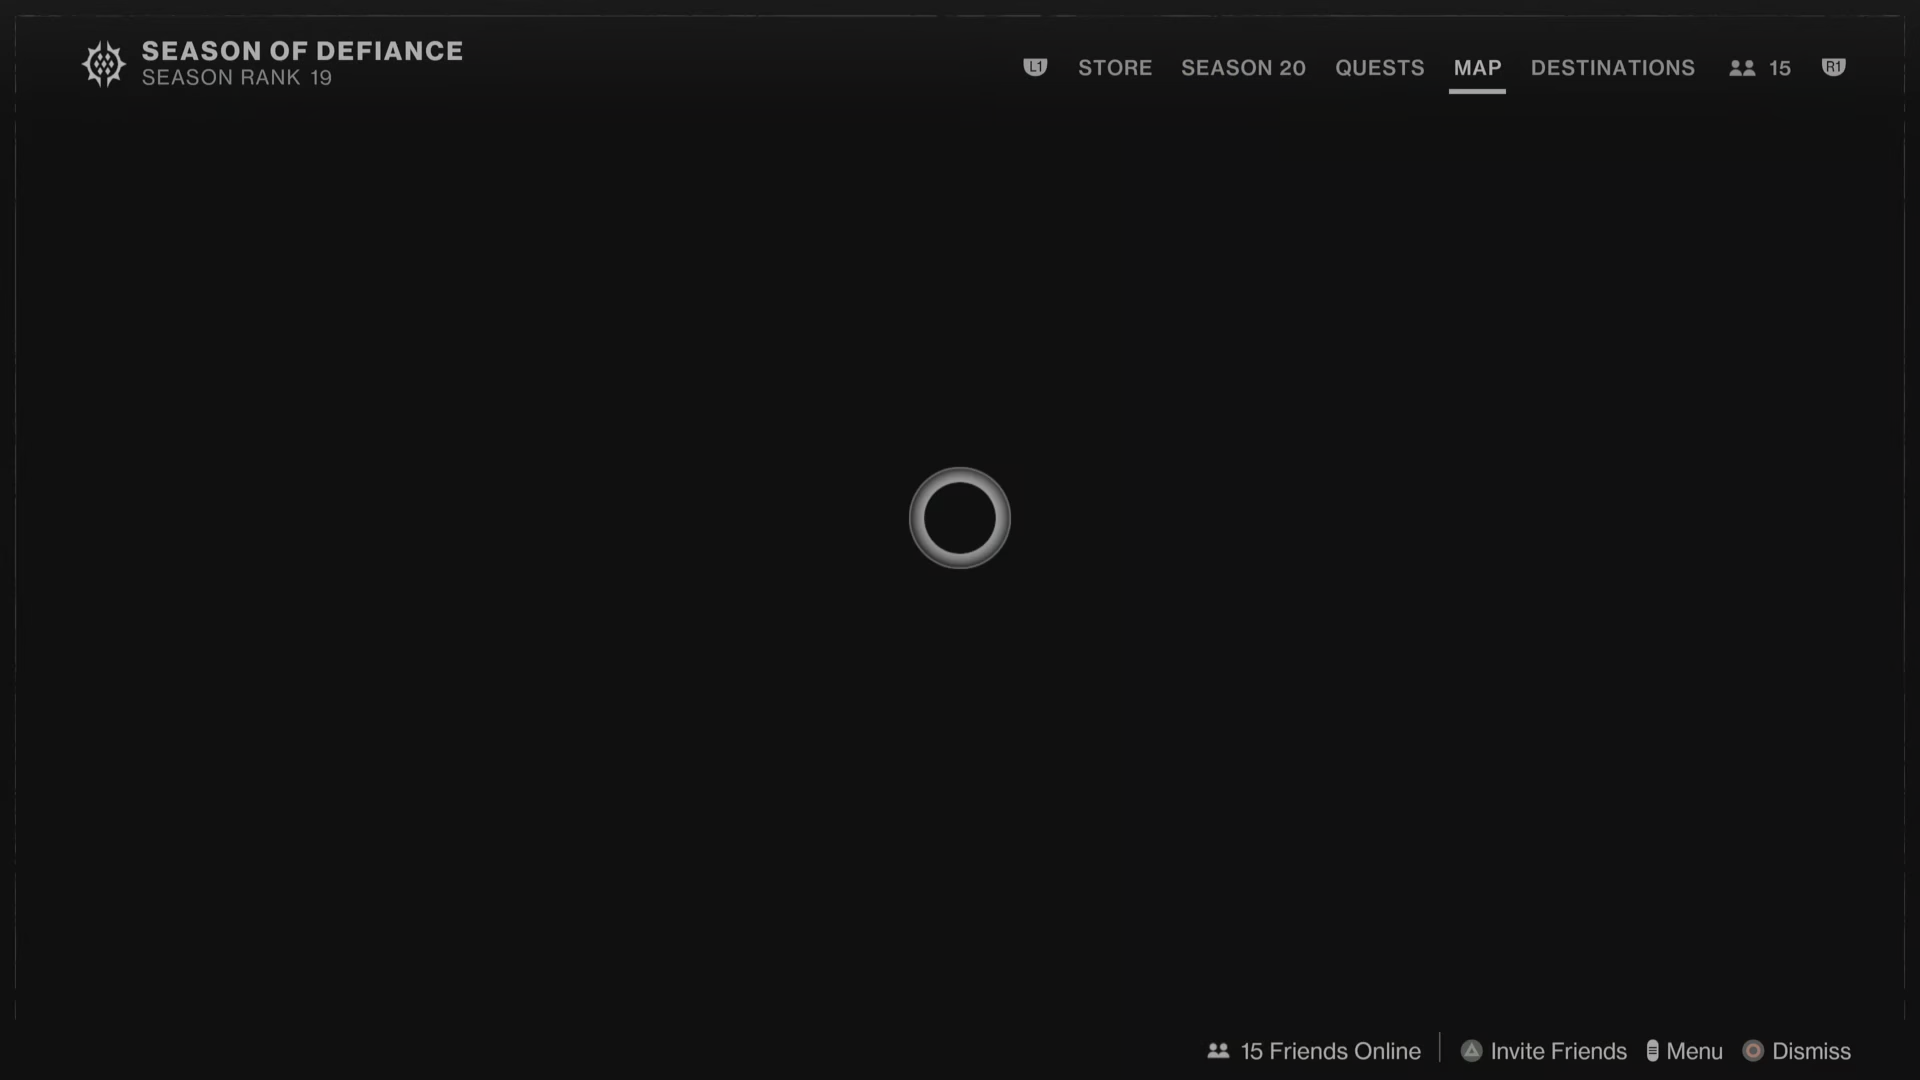 SEASON OF DEFIANCE
SEASON RANK 19
L1 STORE SEASON 20 QUESTS MAP DESTINATIONS 15 R1
15 Friends Online Invite Friends Menu Dismiss